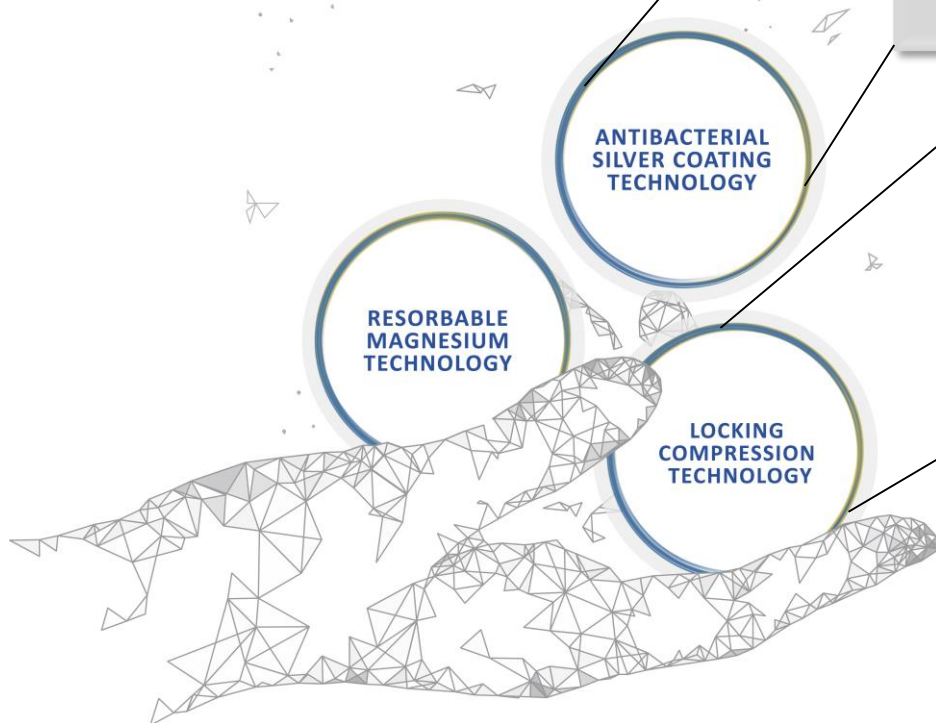 ANTIBACTERIAL
SILVER COATING
TECHNOLOGY
RESORBABLE
MAGNESIUM
TECHNOLOGY
LOCKING
COMPRESSION
TECHNOLOGY